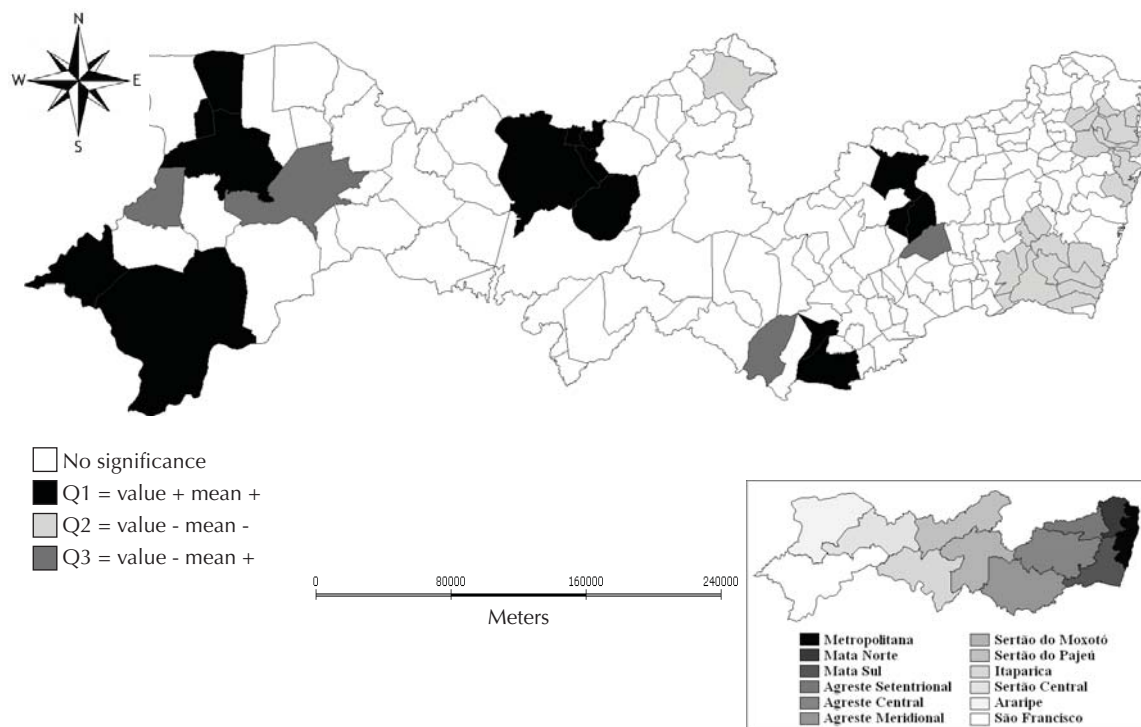 N
W E
S
No significance
Q1 = value + mean +
Q2 = value - mean -
Q3 = value - mean +
0 80000 160000 240000
Meters
Metropolitana
Mata Norte
Mata Sul
Agreste Setentrional
Agreste Central
Agreste Meridional
Sertão do Moxotó
Sertão do Pajeú
Itaparica
Sertão Central
Araripe
São Francisco